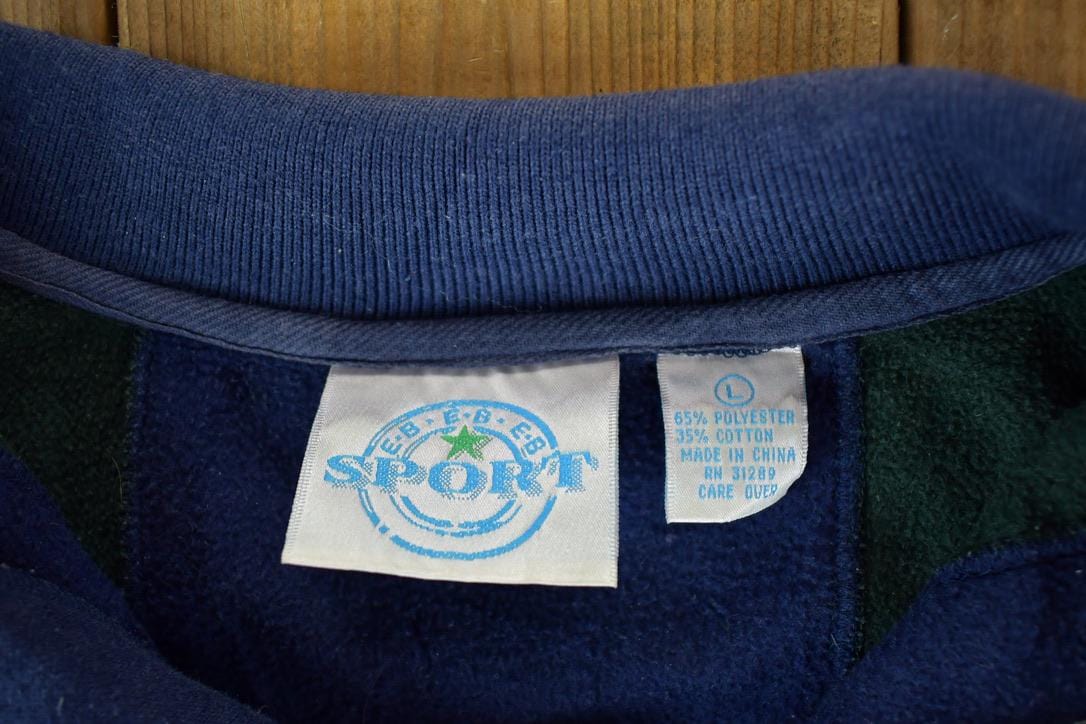 E·B · E·B · E·B
SPORT
L
65% POLYESTER
35% COTTON
MADE IN CHINA
RN 31289
CARE OVER